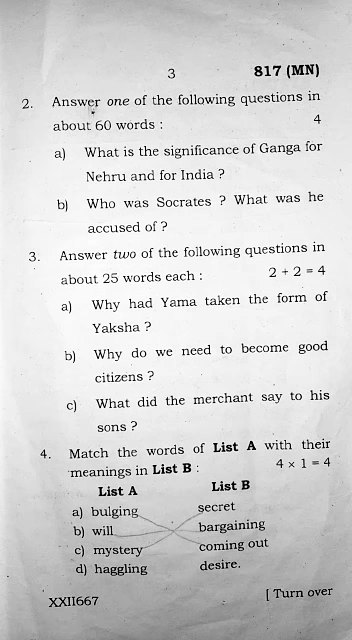 3 817 (MN)
2. Answer one of the following questions in
about 60 words : 4
a) What is the significance of Ganga for
Nehru and for India ?
b) Who was Socrates ? What was he
accused of ?
3. Answer two of the following questions in
about 25 words each : 2 + 2 = 4
a) Why had Yama taken the form of
Yaksha ?
b) Why do we need to become good
citizens ?
c) What did the merchant say to his
sons ?
4. Match the words of List A with their
meanings in List B : 4 x 1 = 4
List A List B
a) bulging secret
b) will bargaining
c) mystery coming out
d) haggling desire.
XXII667 [ Turn over